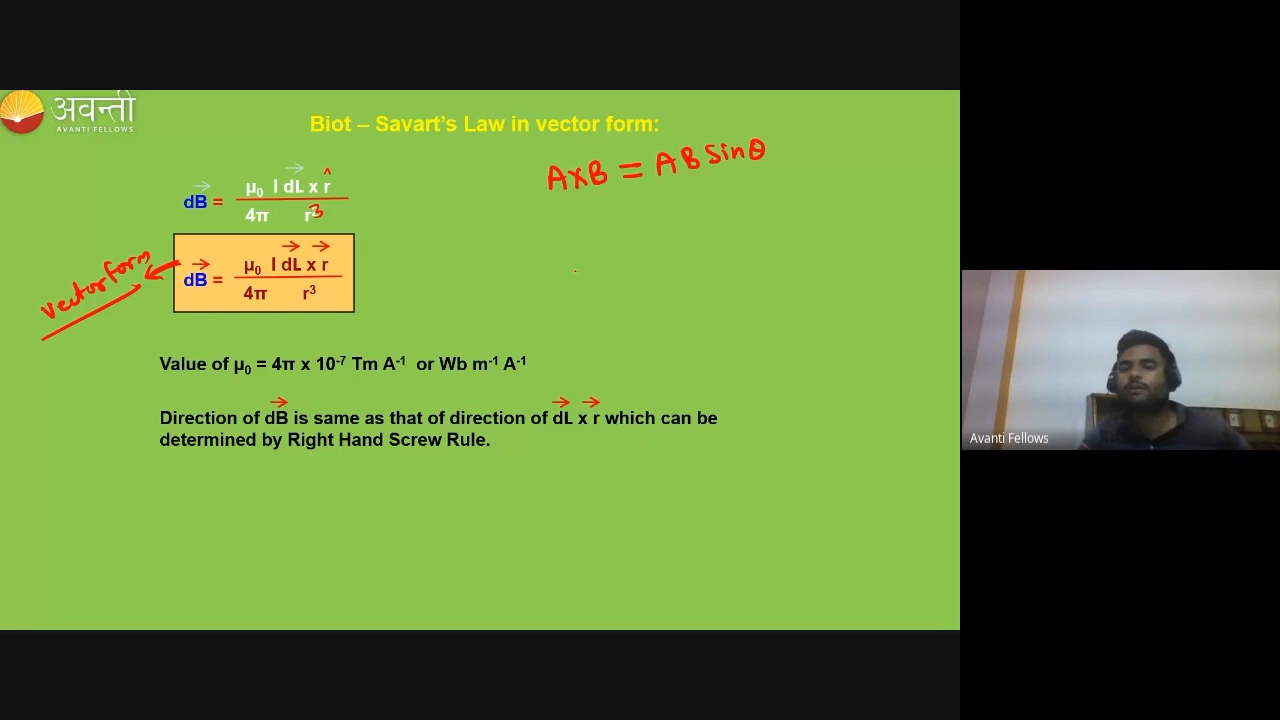 अवन्ती
AVANTI FELLOWS
Biot – Savart's Law in vector form:
A x B = A B Sin θ
dB = μ₀ I dL x r̂
4π r³
vector form
dB = μ₀ I dL x r
4π r³
Value of μ₀ = 4π x 10⁻⁷ Tm A⁻¹ or Wb m⁻¹ A⁻¹
Direction of dB is same as that of direction of dL x r which can be
determined by Right Hand Screw Rule.
Avanti Fellows